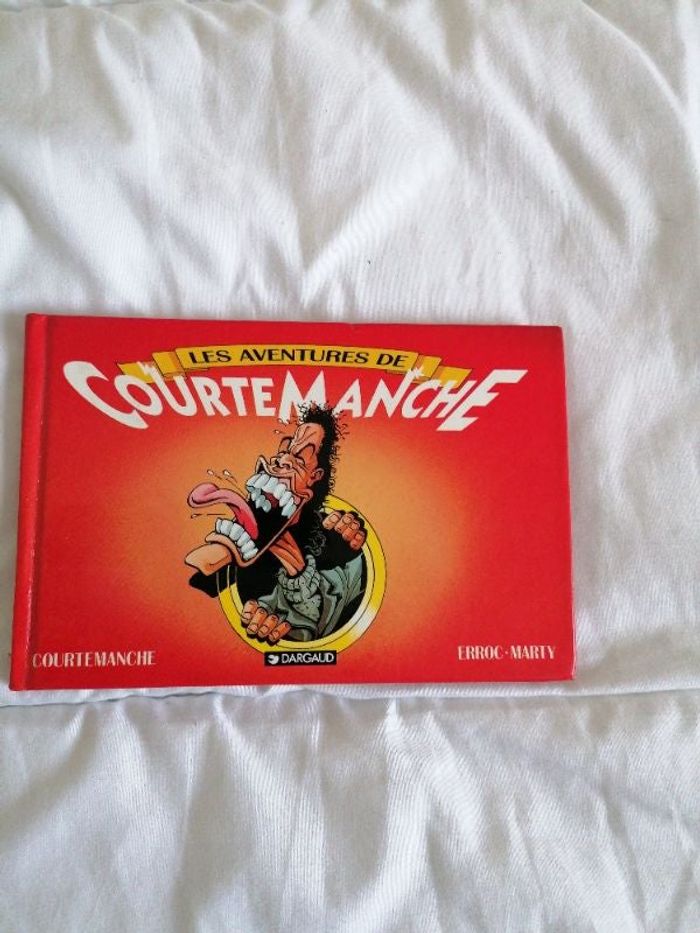 LES AVENTURES DE
COURTEMANCHE
COURTEMANCHE
DARGAUD
ERROC·MARTY